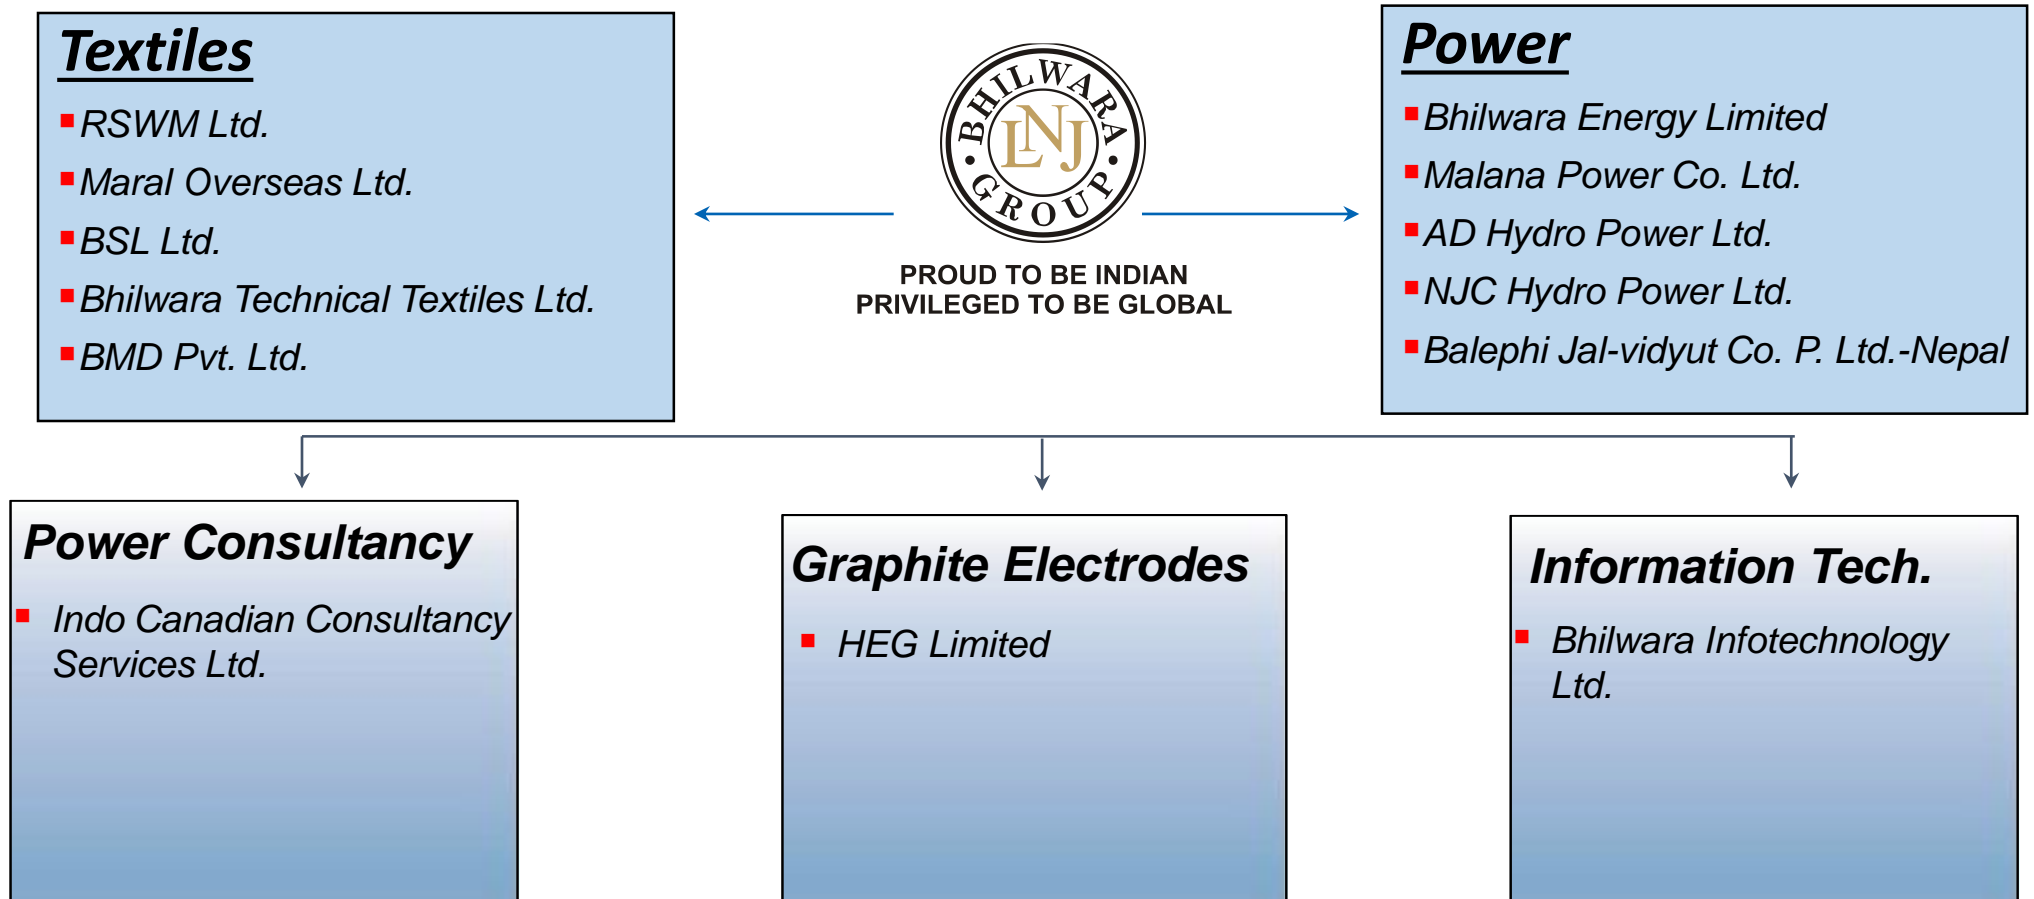 Textiles
RSWM Ltd.
Maral Overseas Ltd.
BSL Ltd.
Bhilwara Technical Textiles Ltd.
BMD Pvt. Ltd.
BHILWARA
LNJ
GROUP
PROUD TO BE INDIAN
PRIVILEGED TO BE GLOBAL
Power
Bhilwara Energy Limited
Malana Power Co. Ltd.
AD Hydro Power Ltd.
NJC Hydro Power Ltd.
Balephi Jal-vidyut Co. P. Ltd.-Nepal
Power Consultancy
Indo Canadian Consultancy
Services Ltd.
Graphite Electrodes
HEG Limited
Information Tech.
Bhilwara Infotechnology
Ltd.